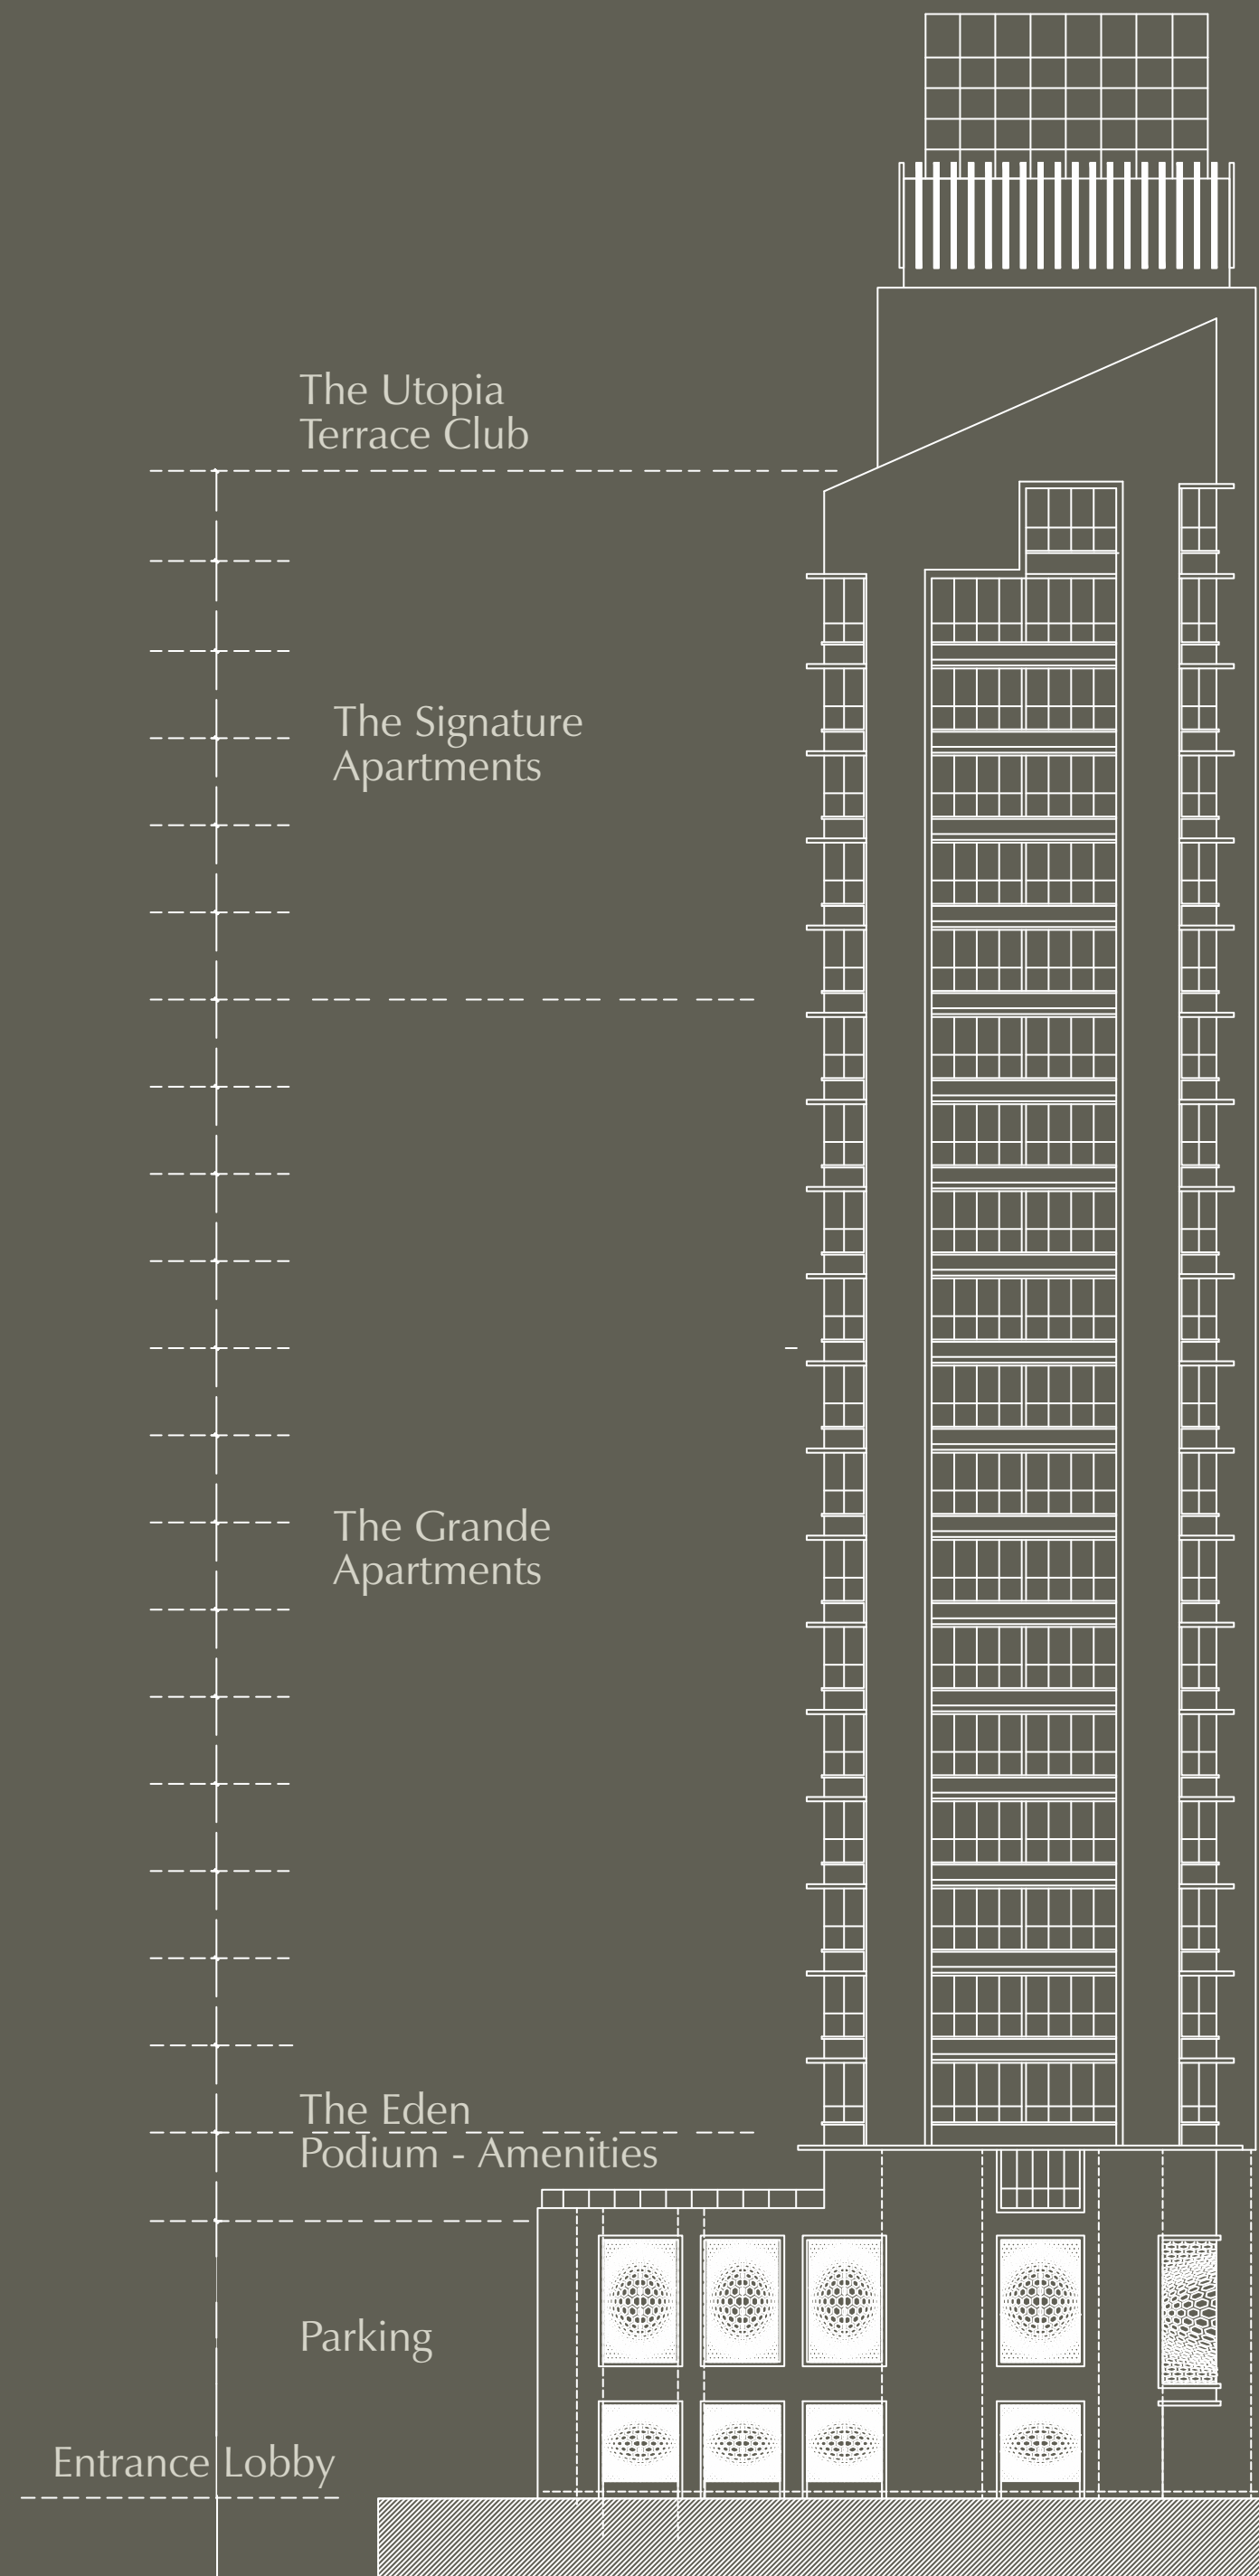 The Utopia
Terrace Club
The Signature
Apartments
The Grande
Apartments
The Eden
Podium - Amenities
Parking
Entrance Lobby